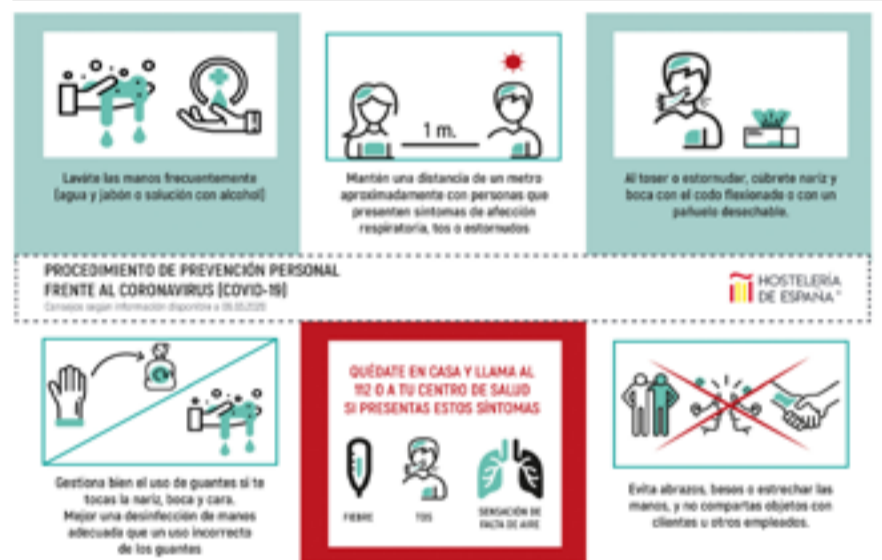 1 m.
Laváte las manos frecuentemente
(agua y jabón o solución con alcohol)
Mantén una distancia de un metro
aproximadamente con personas que
presenten síntomas de afección
respiratoria, tos o estornudos
Al toser o estornudar, cúbrete nariz y
boca con el codo flexionado o con un
pañuelo desechable.
PROCEDIMIENTO DE PREVENCIÓN PERSONAL
FRENTE AL CORONAVIRUS (COVID-19)
Consejos según información disponible a
HOSTELERÍA
DE ESPAÑA
Gestiona bien el uso de guantes si te
tocas la nariz, boca y cara.
Mejor una desinfección de manos
adecuada que un uso incorrecto
de los guantes
QUÉDATE EN CASA Y LLAMA AL
112 O A TU CENTRO DE SALUD
SI PRESENTAS ESTOS SÍNTOMAS
FIEBRE
TOS
SENSACIÓN DE
FALTA DE AIRE
Evita abrazos, besos o estrechar las
manos, y no compartas objetos con
clientes u otros empleados.